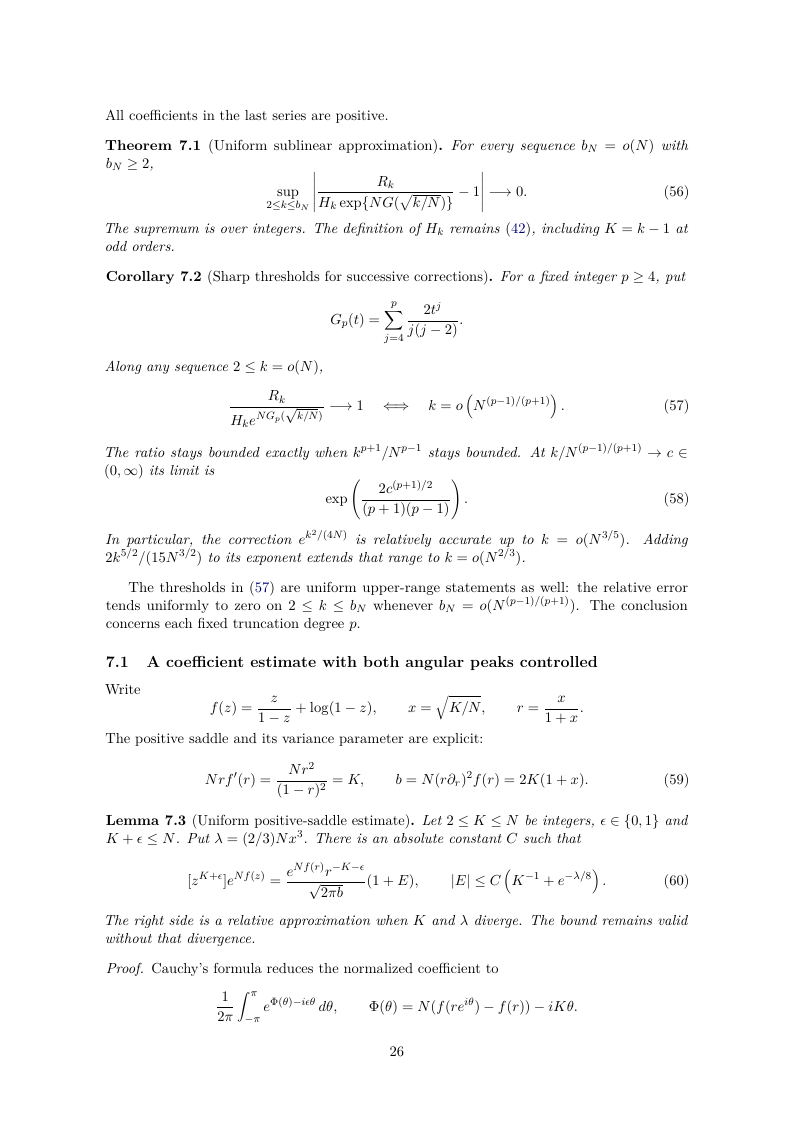 All coefficients in the last series are positive.
Theorem 7.1 (Uniform sublinear approximation). For every sequence b_N = o(N) with
b_N ≥ 2,
sup_{2≤k≤b_N} | R_k / (H_k exp{NG(√(k/N))}) − 1 | ⟶ 0. (56)
The supremum is over integers. The definition of H_k remains (42), including K = k − 1 at
odd orders.
Corollary 7.2 (Sharp thresholds for successive corrections). For a fixed integer p ≥ 4, put
G_p(t) = ∑_{j=4}^{p} 2t^j / (j(j − 2)).
Along any sequence 2 ≤ k = o(N),
R_k / (H_k e^{NG_p(√(k/N))}) ⟶ 1 ⟺ k = o(N^{(p−1)/(p+1)}). (57)
The ratio stays bounded exactly when k^{p+1}/N^{p−1} stays bounded. At k/N^{(p−1)/(p+1)} → c ∈
(0, ∞) its limit is
exp(2c^{(p+1)/2} / ((p + 1)(p − 1))). (58)
In particular, the correction e^{k^2/(4N)} is relatively accurate up to k = o(N^{3/5}). Adding
2k^{5/2}/(15N^{3/2}) to its exponent extends that range to k = o(N^{2/3}).
The thresholds in (57) are uniform upper-range statements as well: the relative error
tends uniformly to zero on 2 ≤ k ≤ b_N whenever b_N = o(N^{(p−1)/(p+1)}). The conclusion
concerns each fixed truncation degree p.
7.1 A coefficient estimate with both angular peaks controlled
Write
f(z) = z/(1 − z) + log(1 − z), x = √(K/N), r = x/(1 + x).
The positive saddle and its variance parameter are explicit:
Nrf′(r) = Nr^2/(1 − r)^2 = K, b = N(r∂_r)^2 f(r) = 2K(1 + x). (59)
Lemma 7.3 (Uniform positive-saddle estimate). Let 2 ≤ K ≤ N be integers, ϵ ∈ {0, 1} and
K + ϵ ≤ N. Put λ = (2/3)Nx^3. There is an absolute constant C such that
[z^{K+ϵ}]e^{Nf(z)} = (e^{Nf(r)} r^{−K−ϵ} / √(2πb))(1 + E), |E| ≤ C(K^{−1} + e^{−λ/8}). (60)
The right side is a relative approximation when K and λ diverge. The bound remains valid
without that divergence.
Proof. Cauchy's formula reduces the normalized coefficient to
1/(2π) ∫_{−π}^{π} e^{Φ(θ)−iϵθ} dθ, Φ(θ) = N(f(re^{iθ}) − f(r)) − iKθ.
26